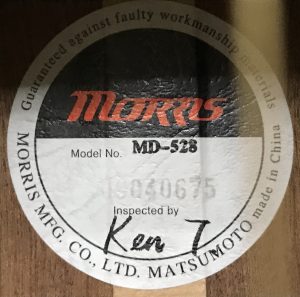 Guaranteed against faulty workmanship materials
MORRIS
Model No. MD-528
9040675
Inspected by
Ken T.
MORRIS MFG. CO., LTD. MATSUMOTO made in China